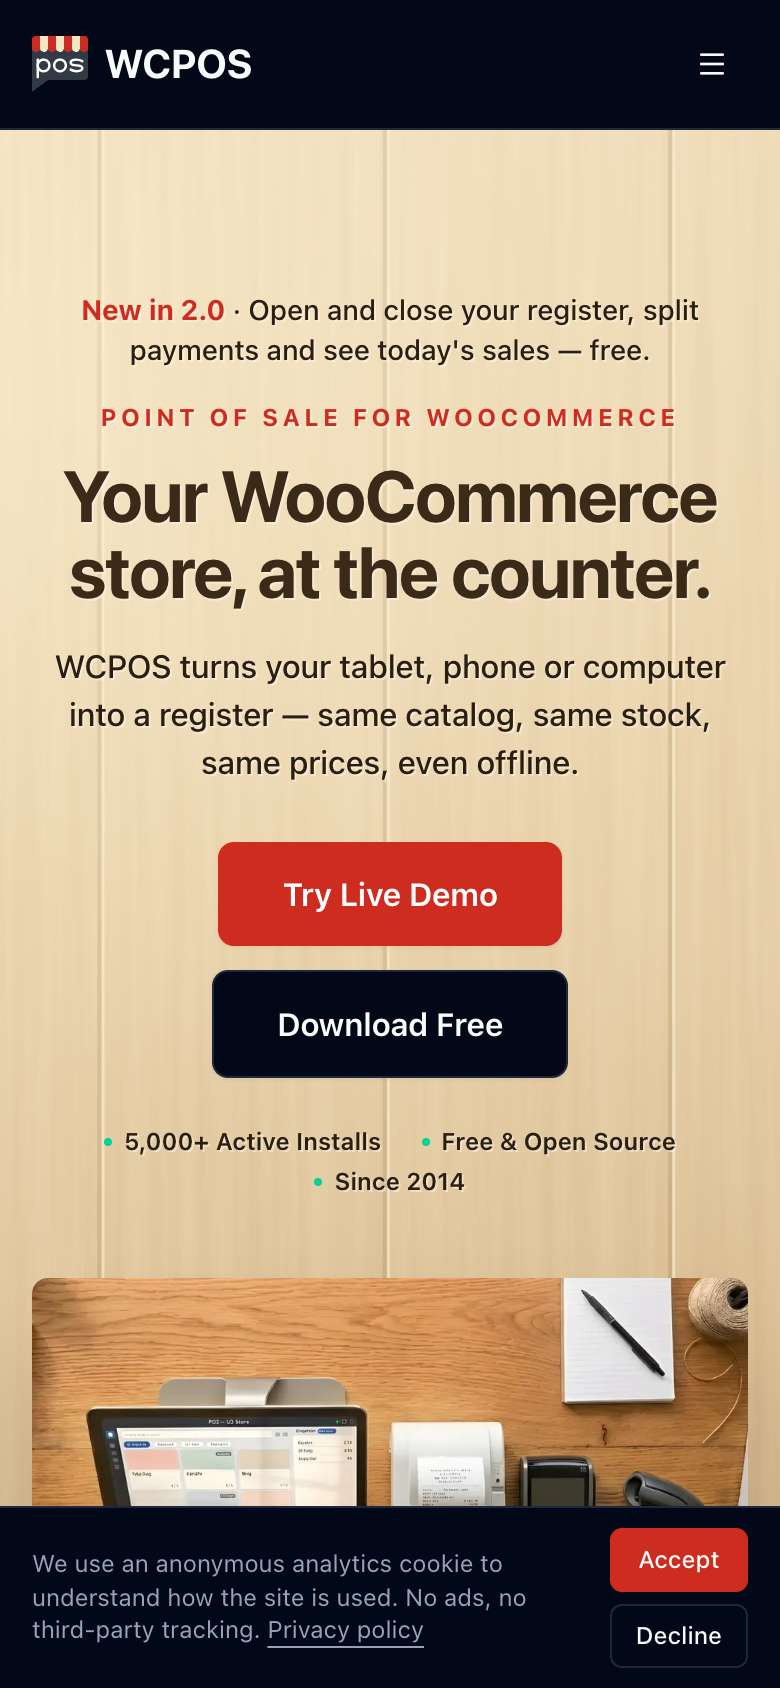 pos WCPOS
New in 2.0 · Open and close your register, split
payments and see today's sales — free.
POINT OF SALE FOR WOOCOMMERCE
Your WooCommerce
store, at the counter.
WCPOS turns your tablet, phone or computer
into a register — same catalog, same stock,
same prices, even offline.
Try Live Demo
Download Free
5,000+ Active Installs
Free & Open Source
Since 2014
We use an anonymous analytics cookie to
understand how the site is used. No ads, no
third-party tracking. Privacy policy
Accept
Decline